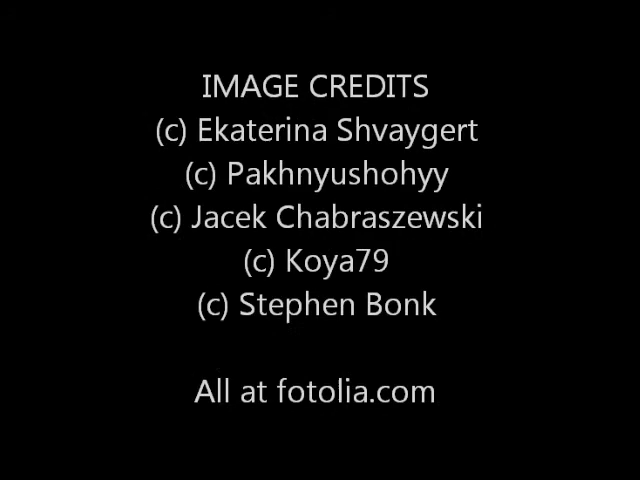 IMAGE CREDITS
(c) Ekaterina Shvaygert
(c) Pakhnyushohyy
(c) Jacek Chabraszewski
(c) Koya79
(c) Stephen Bonk
All at fotolia.com